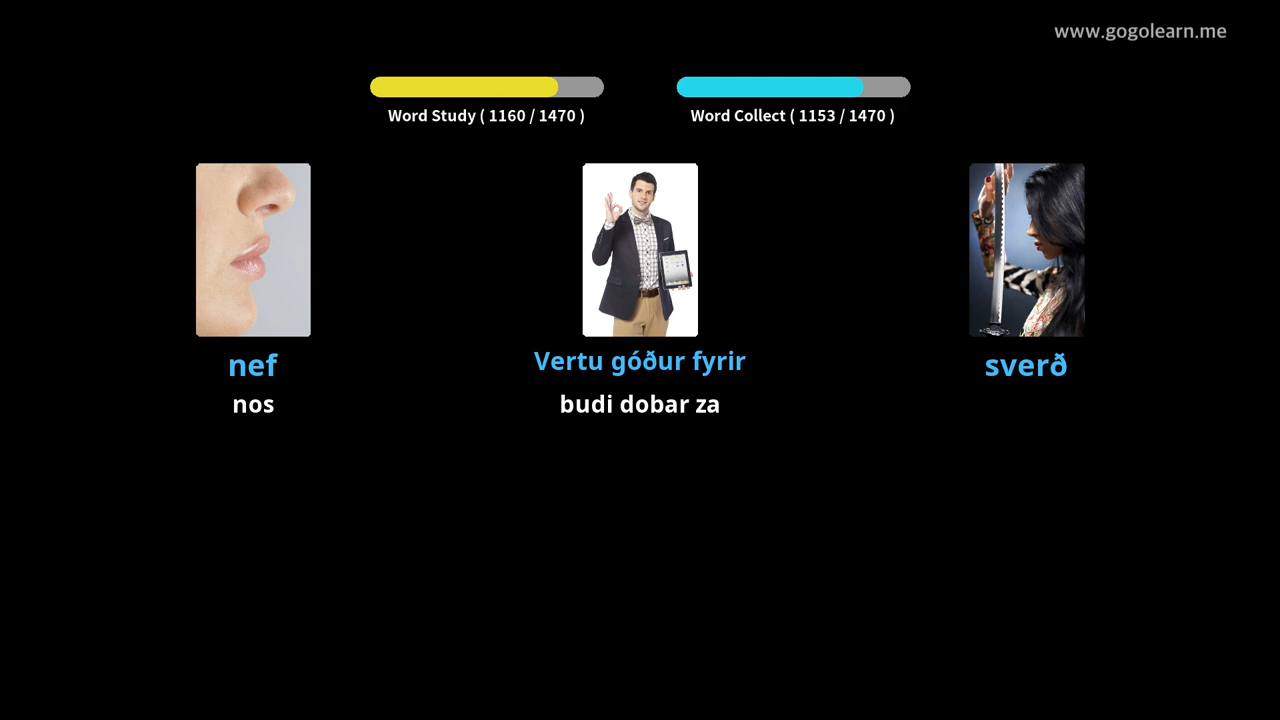 www.gogolearn.me
Word Study ( 1160 / 1470 )
Word Collect ( 1153 / 1470 )
nef
Vertu góður fyrir
sverð
nos
budi dobar za